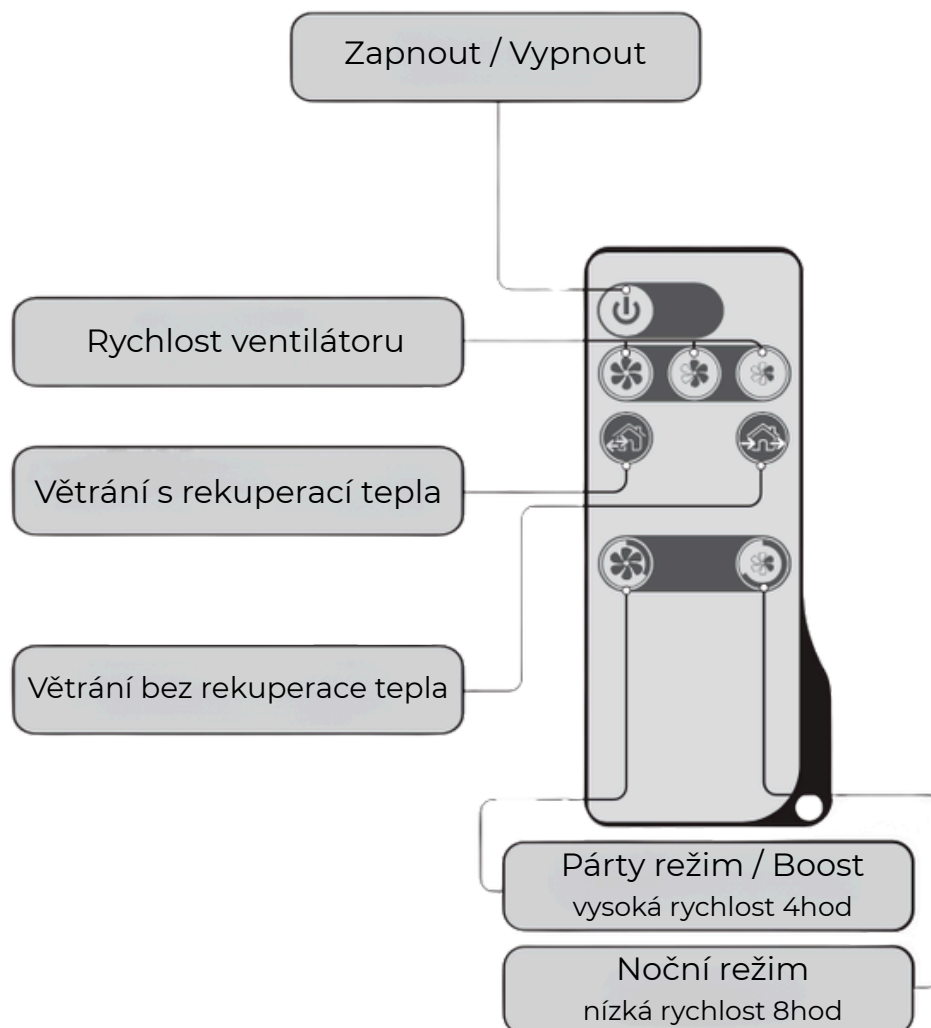 Zapnout / Vypnout
Rychlost ventilátoru
Větrání s rekuperací tepla
Větrání bez rekuperace tepla
Párty režim / Boost
vysoká rychlost 4hod
Noční režim
nízká rychlost 8hod